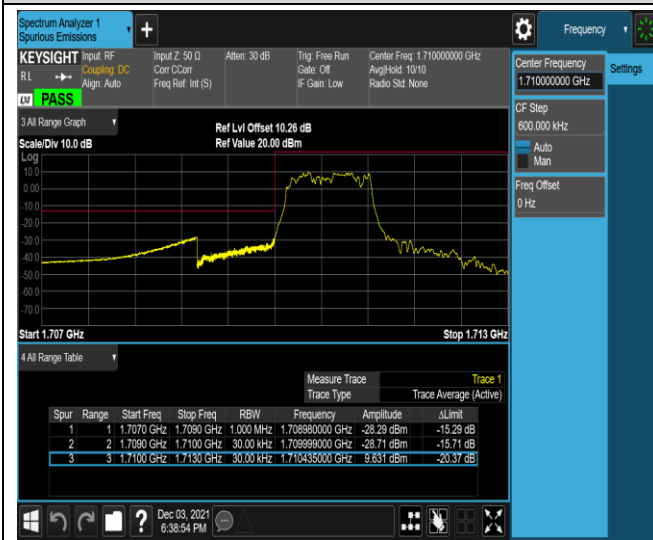 Spectrum Analyzer 1
Spurious Emissions
Frequency
KEYSIGHT
RL
LXI
PASS
Input: RF
Coupling: DC
Align: Auto
Input Z: 50 Ω
Corr CCorr
Freq Ref: Int (S)
Atten: 30 dB
Trig: Free Run
Gate: Off
IF Gain: Low
Center Freq: 1.710000000 GHz
Avg|Hold: 10/10
Radio Std: None
Center Frequency
1.710000000 GHz
Settings
CF Step
600.000 kHz
Auto
Man
Freq Offset
0 Hz
3 All Range Graph
Scale/Div 10.0 dB
Ref Lvl Offset 10.26 dB
Ref Value 20.00 dBm
Log
10.0
0.00
-10.0
-20.0
-30.0
-40.0
-50.0
-60.0
-70.0
Start 1.707 GHz
Stop 1.713 GHz
4 All Range Table
Measure Trace Trace 1
Trace Type Trace Average (Active)
Spur Range Start Freq Stop Freq RBW Frequency Amplitude ΔLimit
1 1 1.7070 GHz 1.7090 GHz 1.000 MHz 1.708980000 GHz -28.29 dBm -15.29 dB
2 2 1.7090 GHz 1.7100 GHz 30.00 kHz 1.709999000 GHz -28.71 dBm -15.71 dB
3 3 1.7100 GHz 1.7130 GHz 30.00 kHz 1.710435000 GHz 9.631 dBm -20.37 dB
Dec 03, 2021
6:38:54 PM